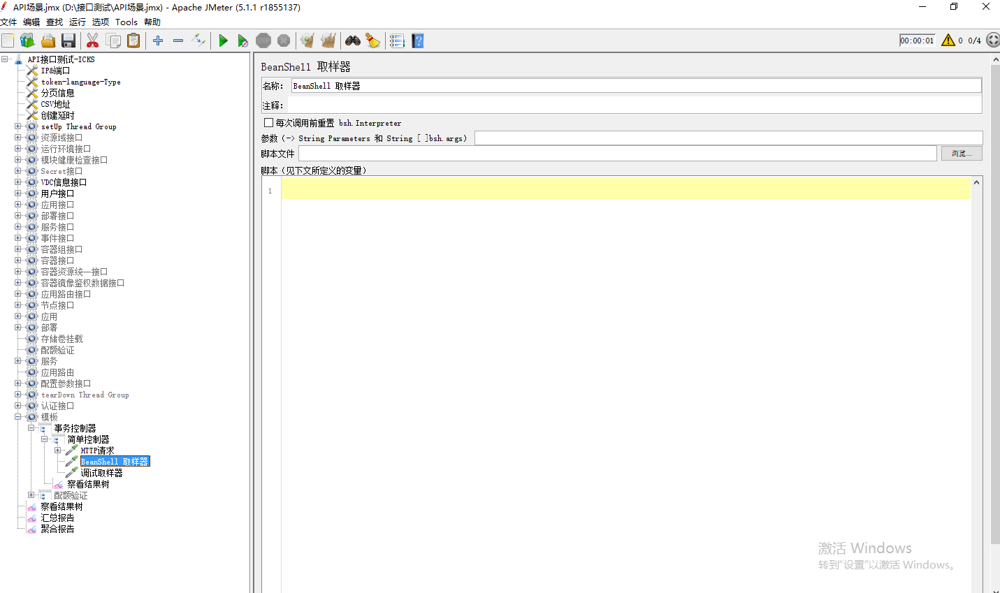 API场景.jmx (D:\接口测试\API场景.jmx) - Apache JMeter (5.1.1 r1855137)
文件 编辑 查找 运行 选项 Tools 帮助
STOP
00:00:01 0 0/4
API接口测试-ICKS
IP&端口
token-language-Type
分页信息
CSV地址
创建延时
setUp Thread Group
资源域接口
运行环境接口
模块健康检查接口
Secret接口
VDC信息接口
用户接口
应用接口
部署接口
服务接口
事件接口
容器组接口
容器接口
容器资源统一接口
容器镜像鉴权数据接口
应用路由接口
节点接口
应用
部署
存储卷挂载
配额验证
服务
应用路由
配置参数接口
tearDown Thread Group
认证接口
模板
事务控制器
简单控制器
HTTP请求
BeanShell 取样器
调试取样器
察看结果树
配额验证
察看结果树
汇总报告
聚合报告
BeanShell 取样器
名称: BeanShell 取样器
注释:
每次调用前重置 bsh.Interpreter
参数 (-> String Parameters 和 String [ ]bsh.args)
脚本文件 浏览...
脚本 (见下文所定义的变量)
1
激活 Windows
转到"设置"以激活 Windows。